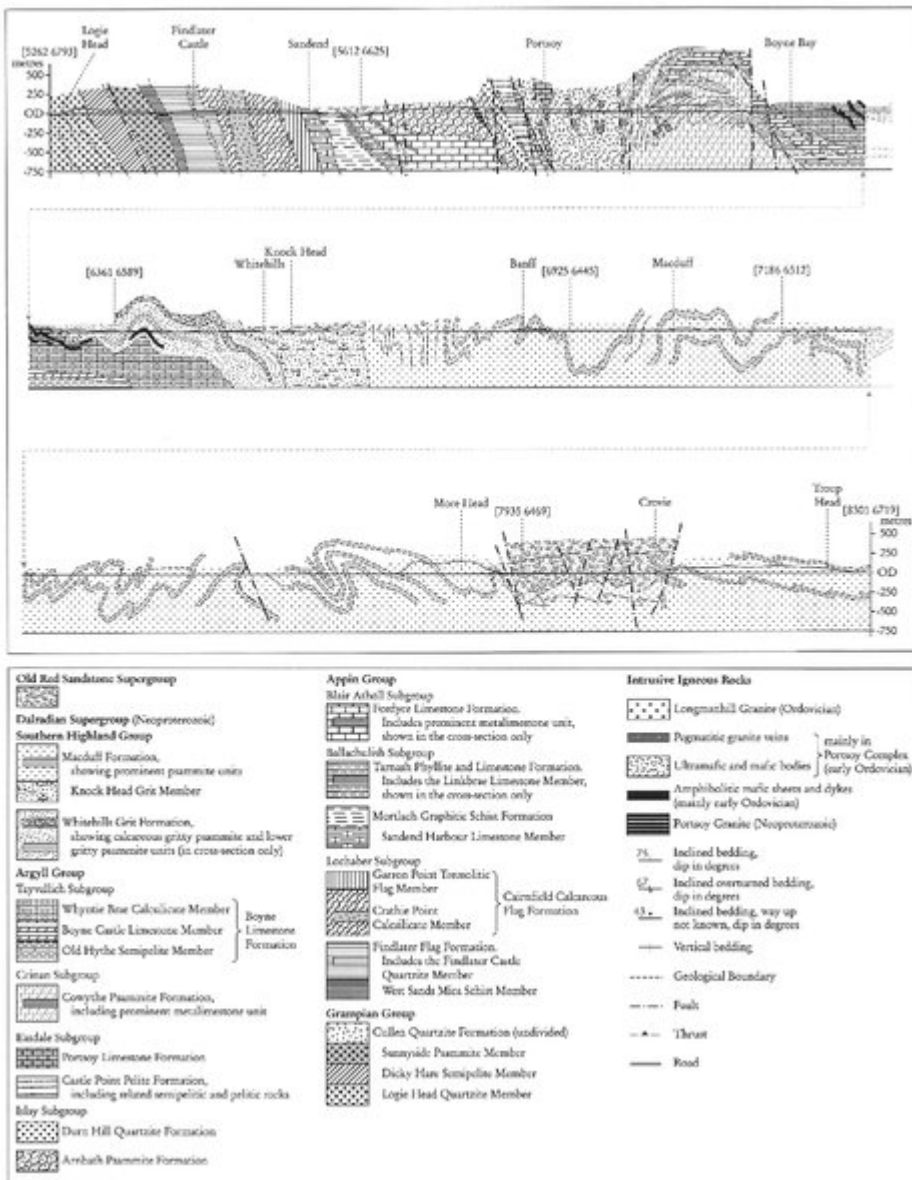 Logie Head
Findlater Castle
Sandend
Portsoy
Boyne Bay
[5262 6793]
[5612 6625]
metres
500
250
OD
-250
-500
-750
Knock Head
Whitehills
Banff
Macduff
[6361 6589]
[6925 6445]
[7186 6512]
More Head
[7935 6469]
Crovie
Troup Head
[8301 6719]
metres
500
250
OD
-250
-500
-750
Old Red Sandstone Supergroup
Dalradian Supergroup (Neoproterozoic)
Southern Highland Group
Macduff Formation,
showing prominent psammite units
Knock Head Grit Member
Whitehills Grit Formation,
showing calcareous gritty psammite and lower
gritty psammite units (in cross-section only)
Argyll Group
Tayvallich Subgroup
Whyntie Brae Calcsilicate Member
Boyne Castle Limestone Member
Old Hythe Semipelite Member
Boyne Limestone Formation
Crinan Subgroup
Cowythe Psammite Formation,
including prominent metalimestone unit
Easdale Subgroup
Portsoy Limestone Formation
Castle Point Pelite Formation,
including related semipelitic and pelitic rocks
Islay Subgroup
Durn Hill Quartzite Formation
Arnbath Psammite Formation
Appin Group
Blair Atholl Subgroup
Fordyce Limestone Formation.
Includes prominent metalimestone unit,
shown in the cross-section only
Ballachulish Subgroup
Tarnash Phyllite and Limestone Formation.
Includes the Linkbrae Limestone Member,
shown in the cross-section only
Mortlach Graphitic Schist Formation
Sandend Harbour Limestone Member
Lochaber Subgroup
Garron Point Tremolitic
Flag Member
Crathie Point
Calcsilicate Member
Cairnfield Calcareous
Flag Formation
Findlater Flag Formation.
Includes the Findlater Castle
Quartzite Member
West Sands Mica Schist Member
Grampian Group
Cullen Quartzite Formation (undivided)
Sunnyside Psammite Member
Dicky Hare Semipelite Member
Logie Head Quartzite Member
Intrusive Igneous Rocks
Longmanhill Granite (Ordovician)
Pegmatitic granite veins
Ultramafic and mafic bodies
mainly in
Portsoy Complex
(early Ordovician)
Amphibolitic mafic sheets and dykes
(mainly early Ordovician)
Portsoy Granite (Neoproterozoic)
Inclined bedding,
dip in degrees
Inclined overturned bedding,
dip in degrees
Inclined bedding, way up
not known, dip in degrees
Vertical bedding
Geological Boundary
Fault
Thrust
Road